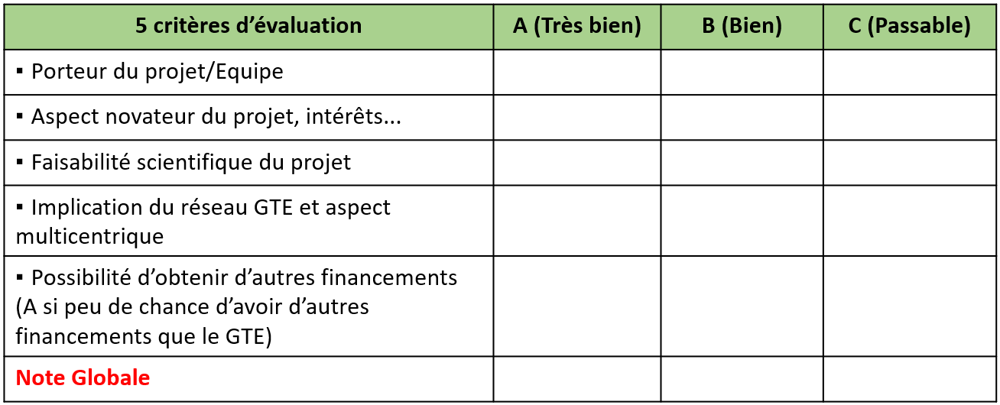 5 critères d’évaluation A (Très bien) B (Bien) C (Passable)
▪ Porteur du projet/Equipe
▪ Aspect novateur du projet, intérêts...
▪ Faisabilité scientifique du projet
▪ Implication du réseau GTE et aspect
multicentrique
▪ Possibilité d’obtenir d’autres financements
(A si peu de chance d’avoir d’autres
financements que le GTE)
Note Globale